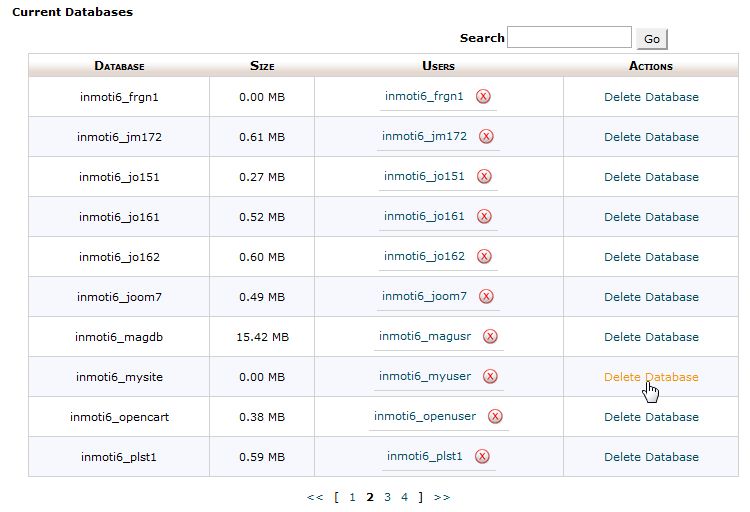 Current Databases
Search Go
Database Size Users Actions
inmoti6_frgn1 0.00 MB inmoti6_frgn1 X Delete Database
inmoti6_jm172 0.61 MB inmoti6_jm172 X Delete Database
inmoti6_jo151 0.27 MB inmoti6_jo151 X Delete Database
inmoti6_jo161 0.52 MB inmoti6_jo161 X Delete Database
inmoti6_jo162 0.60 MB inmoti6_jo162 X Delete Database
inmoti6_joom7 0.49 MB inmoti6_joom7 X Delete Database
inmoti6_magdb 15.42 MB inmoti6_magusr X Delete Database
inmoti6_mysite 0.00 MB inmoti6_myuser X Delete Database
inmoti6_opencart 0.38 MB inmoti6_openuser X Delete Database
inmoti6_plst1 0.59 MB inmoti6_plst1 X Delete Database
<< [ 1 2 3 4 ] >>